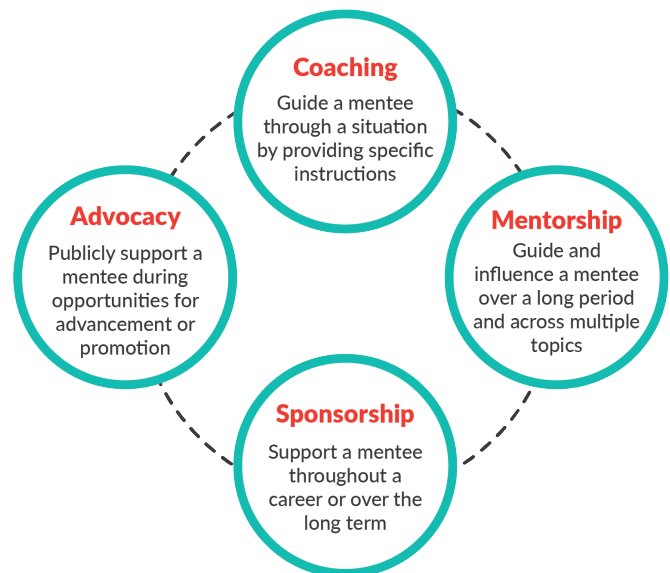 Coaching
Guide a mentee
through a situation
by providing specific
instructions
Advocacy
Publicly support a
mentee during
opportunities for
advancement or
promotion
Mentorship
Guide and
influence a mentee
over a long period
and across multiple
topics
Sponsorship
Support a mentee
throughout a
career or over the
long term